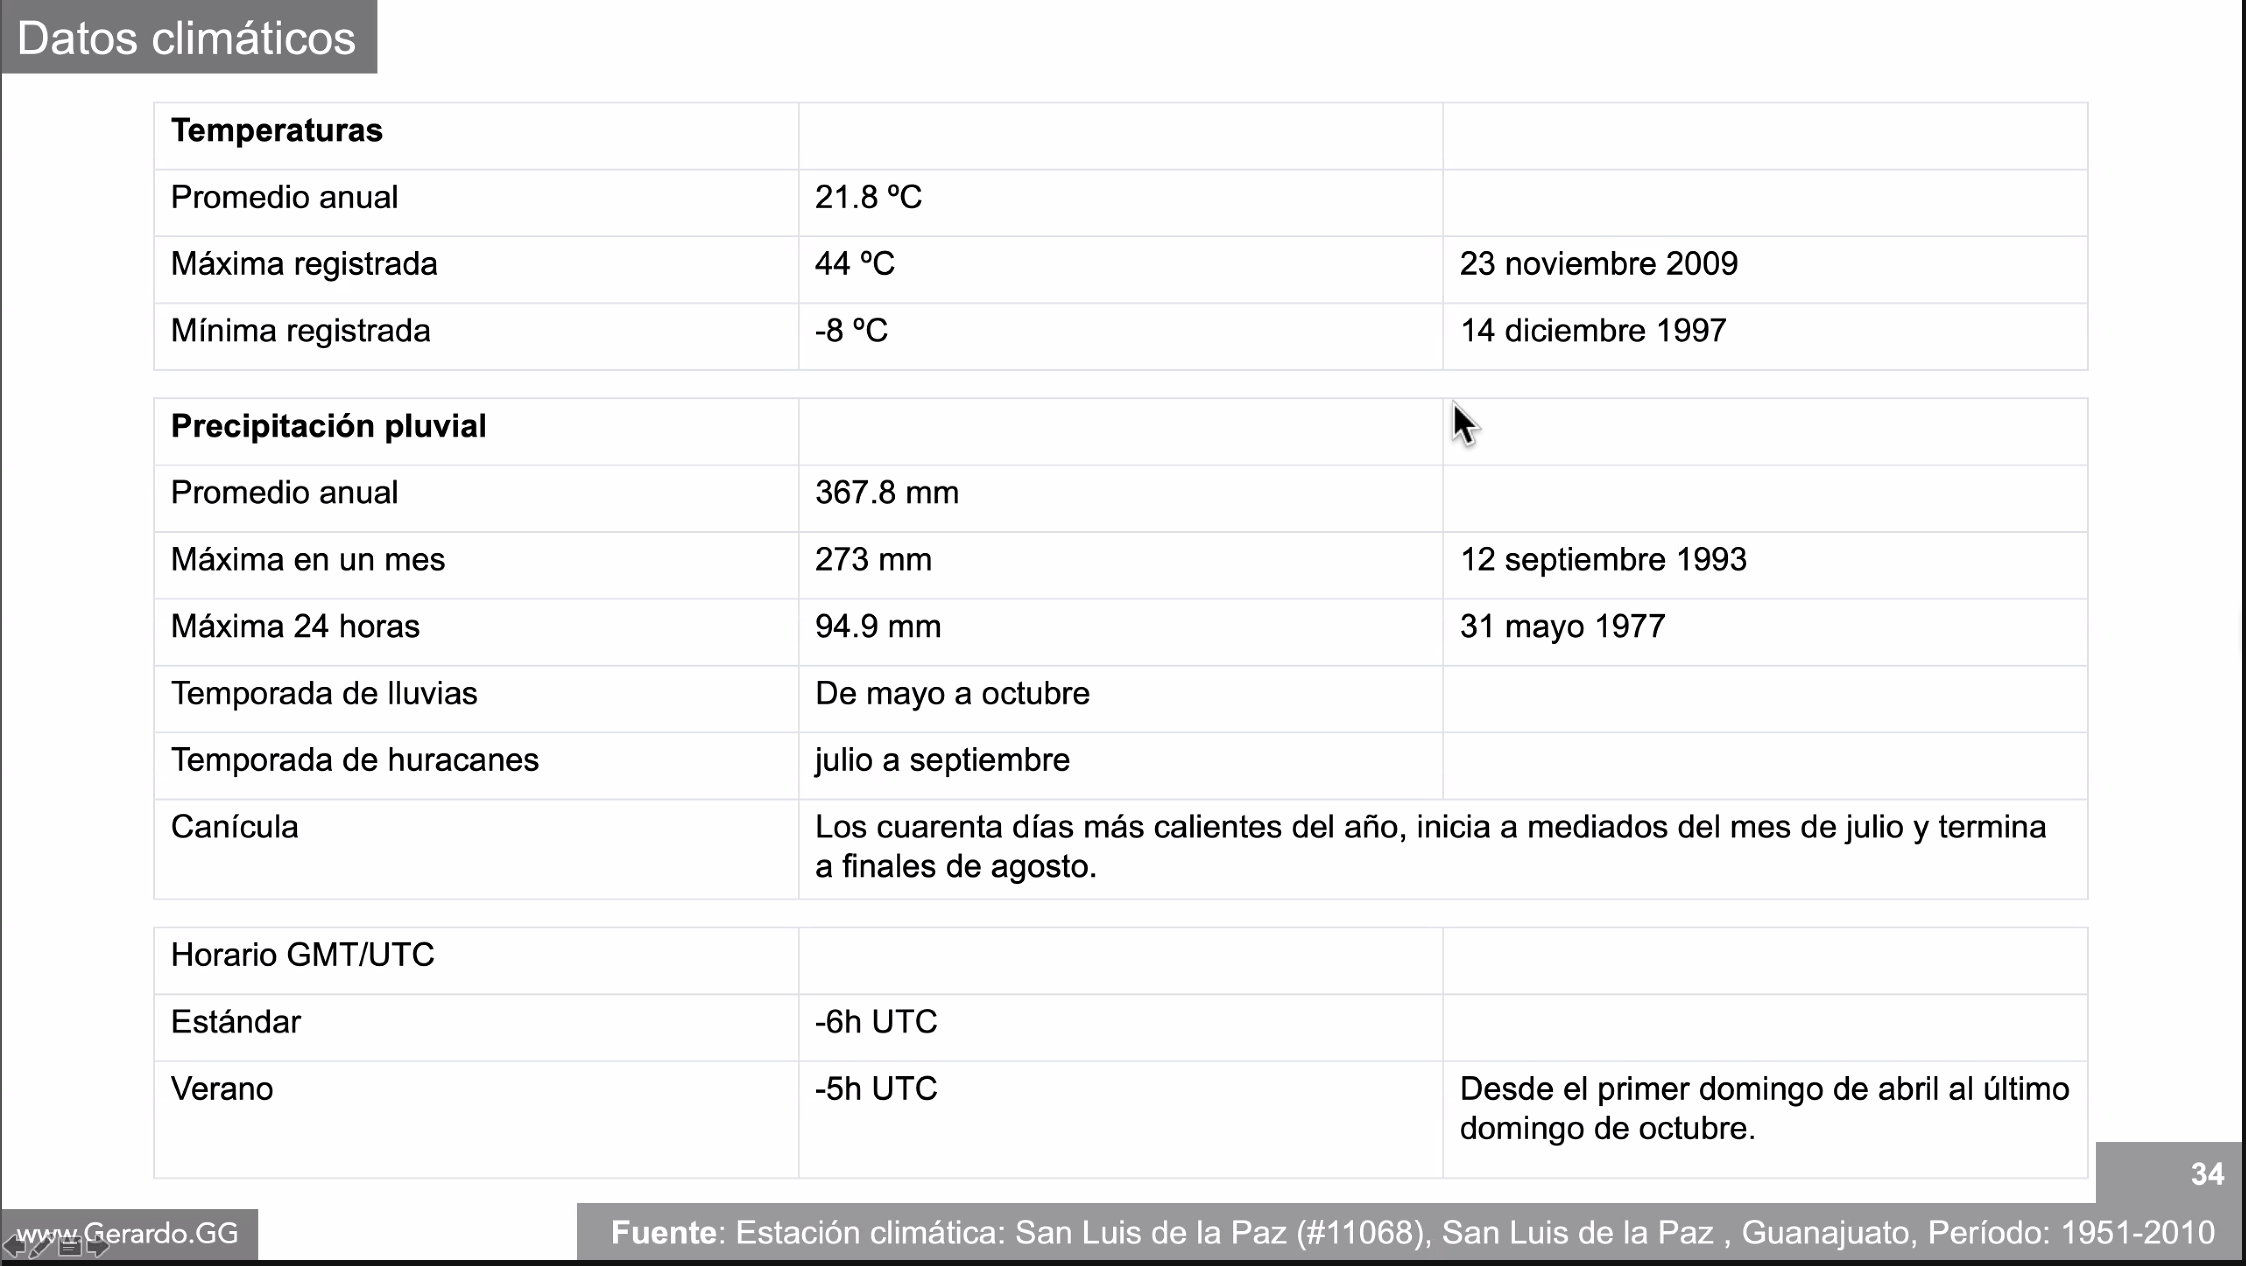 Datos climáticos
Temperaturas
Promedio anual 21.8 ºC
Máxima registrada 44 ºC 23 noviembre 2009
Mínima registrada -8 ºC 14 diciembre 1997
Precipitación pluvial
Promedio anual 367.8 mm
Máxima en un mes 273 mm 12 septiembre 1993
Máxima 24 horas 94.9 mm 31 mayo 1977
Temporada de lluvias De mayo a octubre
Temporada de huracanes julio a septiembre
Canícula Los cuarenta días más calientes del año, inicia a mediados del mes de julio y termina
a finales de agosto.
Horario GMT/UTC
Estándar -6h UTC
Verano -5h UTC Desde el primer domingo de abril al último
domingo de octubre.
34
www.Gerardo.GG
Fuente: Estación climática: San Luis de la Paz (#11068), San Luis de la Paz , Guanajuato, Período: 1951-2010